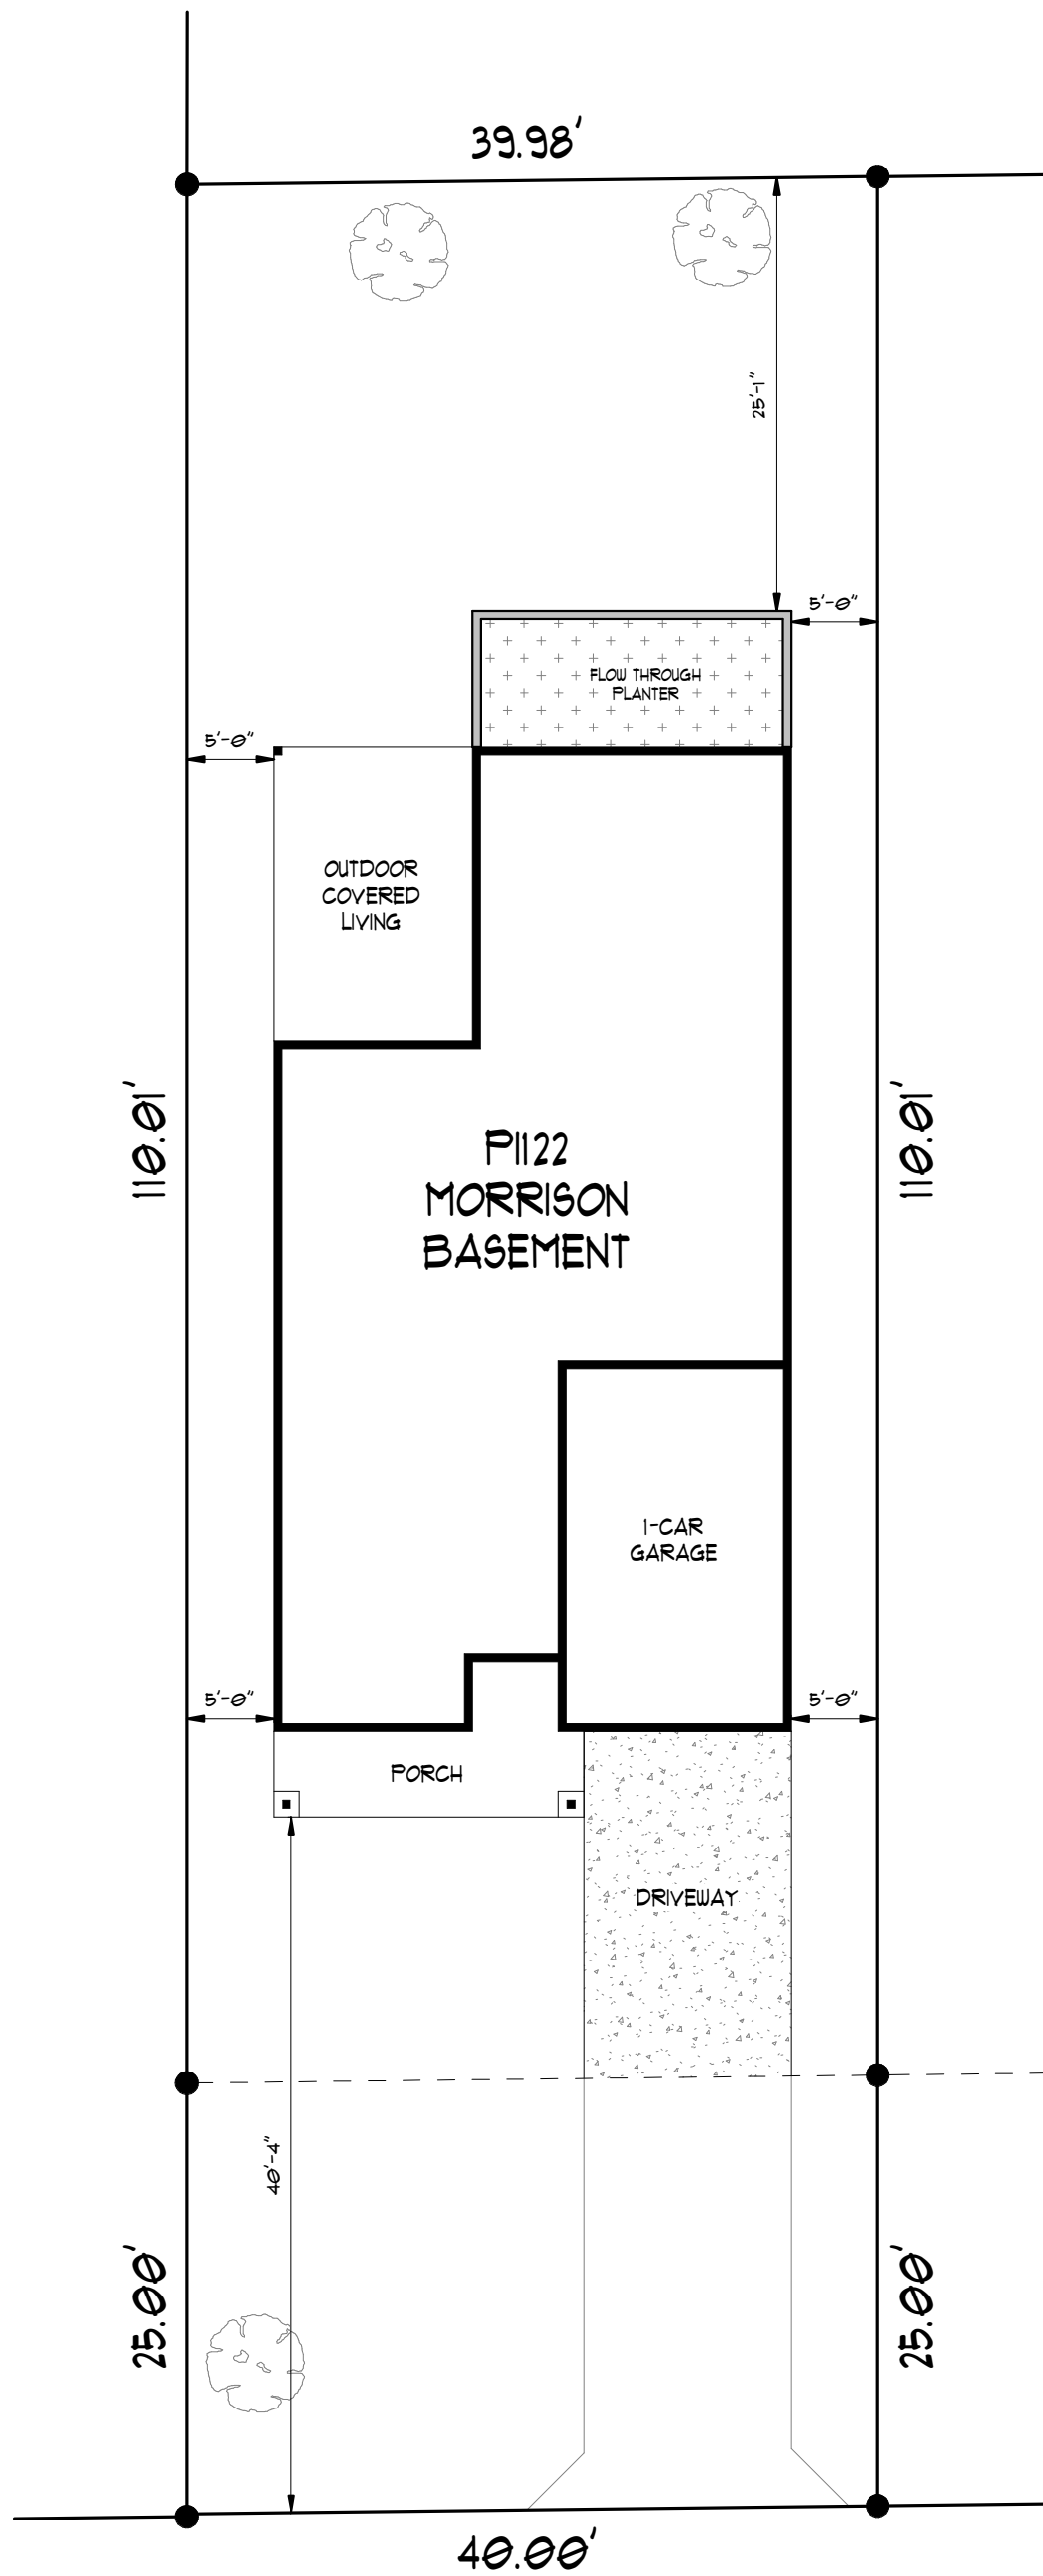 39.98'
25'-1"
5'-0"
FLOW THROUGH
PLANTER
5'-0"
OUTDOOR
COVERED
LIVING
110.01'
110.01'
P1122
MORRISON
BASEMENT
1-CAR
GARAGE
5'-0"
5'-0"
PORCH
DRIVEWAY
40'-4"
25.00'
25.00'
40.00'